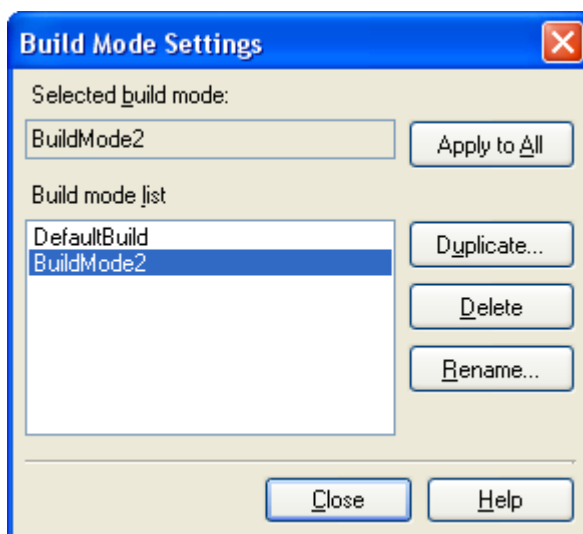 Build Mode Settings
Selected build mode:
BuildMode2
Apply to All
Build mode list
DefaultBuild
BuildMode2
Duplicate...
Delete
Rename...
Close
Help